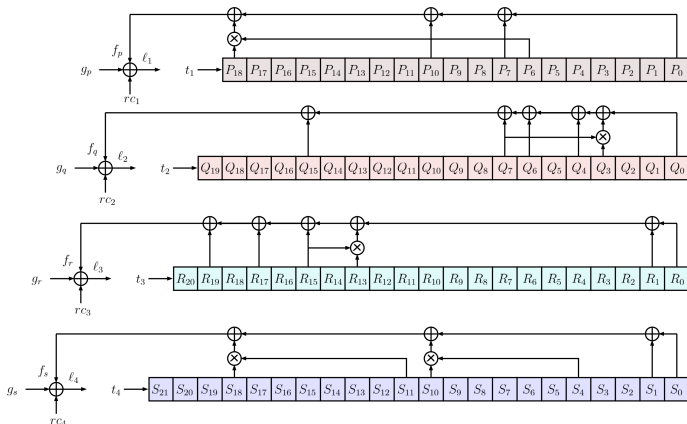 f_p
ℓ_1
g_p
rc_1
t_1
P_18 P_17 P_16 P_15 P_14 P_13 P_12 P_11 P_10 P_9 P_8 P_7 P_6 P_5 P_4 P_3 P_2 P_1 P_0
f_q
ℓ_2
g_q
rc_2
t_2
Q_19 Q_18 Q_17 Q_16 Q_15 Q_14 Q_13 Q_12 Q_11 Q_10 Q_9 Q_8 Q_7 Q_6 Q_5 Q_4 Q_3 Q_2 Q_1 Q_0
f_r
ℓ_3
g_r
rc_3
t_3
R_20 R_19 R_18 R_17 R_16 R_15 R_14 R_13 R_12 R_11 R_10 R_9 R_8 R_7 R_6 R_5 R_4 R_3 R_2 R_1 R_0
f_s
ℓ_4
g_s
rc_4
t_4
S_21 S_20 S_19 S_18 S_17 S_16 S_15 S_14 S_13 S_12 S_11 S_10 S_9 S_8 S_7 S_6 S_5 S_4 S_3 S_2 S_1 S_0